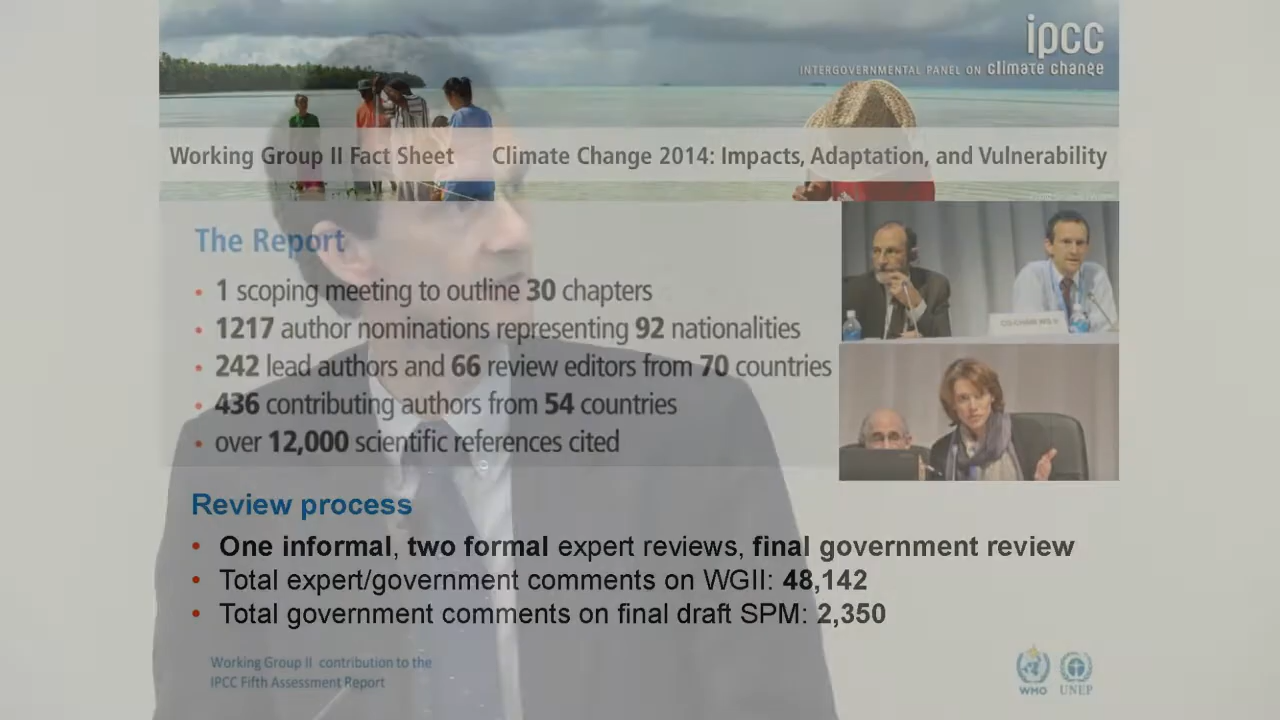 ipcc
INTERGOVERNMENTAL PANEL ON climate change
Working Group II Fact Sheet Climate Change 2014: Impacts, Adaptation, and Vulnerability
The Report
• 1 scoping meeting to outline 30 chapters
• 1217 author nominations representing 92 nationalities
• 242 lead authors and 66 review editors from 70 countries
• 436 contributing authors from 54 countries
• over 12,000 scientific references cited
CO-CHAIR WG II
Review process
• One informal, two formal expert reviews, final government review
• Total expert/government comments on WGII: 48,142
• Total government comments on final draft SPM: 2,350
Working Group II contribution to the
IPCC Fifth Assessment Report
WMO UNEP